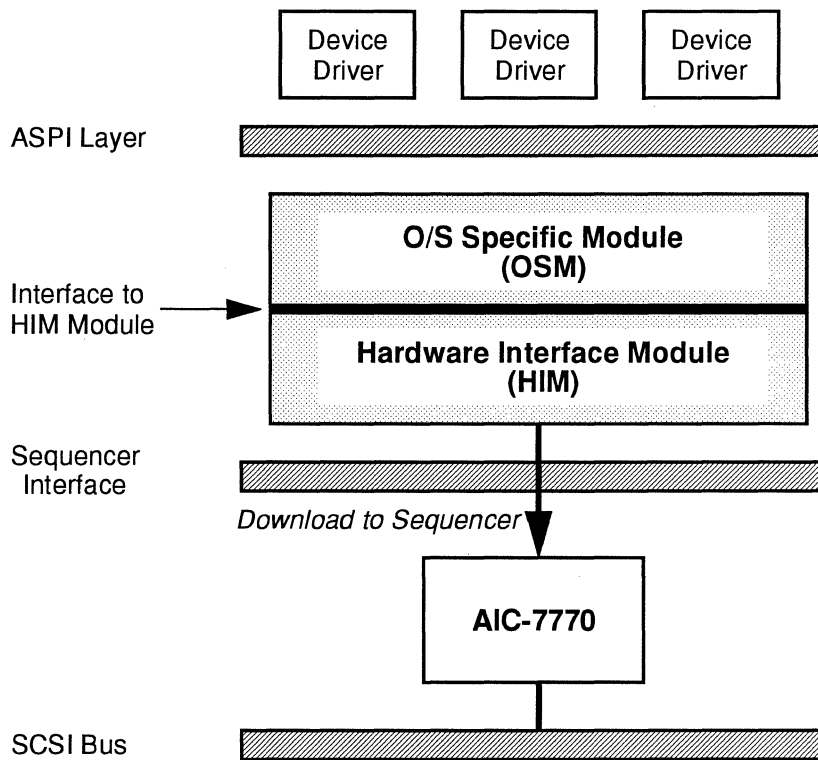 Device
Driver
Device
Driver
Device
Driver
ASPI Layer
O/S Specific Module
(OSM)
Interface to
HIM Module
Hardware Interface Module
(HIM)
Sequencer
Interface
Download to Sequencer
AIC-7770
SCSI Bus